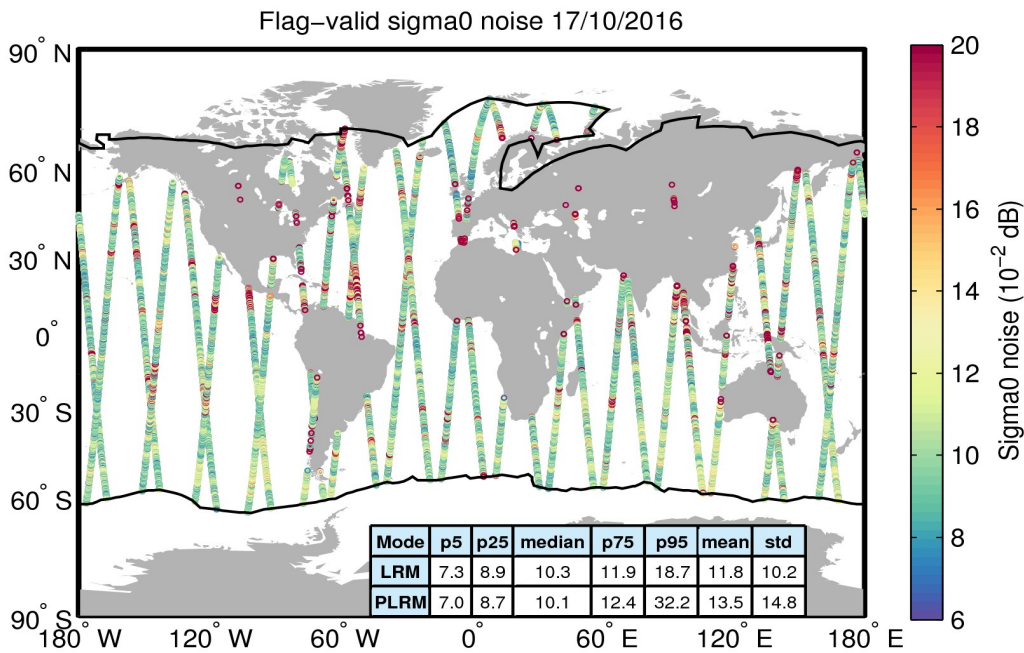 Flag−valid sigma0 noise 17/10/2016
90° N
60° N
30° N
0°
30° S
60° S
90° S
180° W
120° W
60° W
0°
60° E
120° E
180° E
20
18
16
14
12
10
8
6
Sigma0 noise (10⁻² dB)
Mode p5 p25 median p75 p95 mean std
LRM 7.3 8.9 10.3 11.9 18.7 11.8 10.2
PLRM 7.0 8.7 10.1 12.4 32.2 13.5 14.8